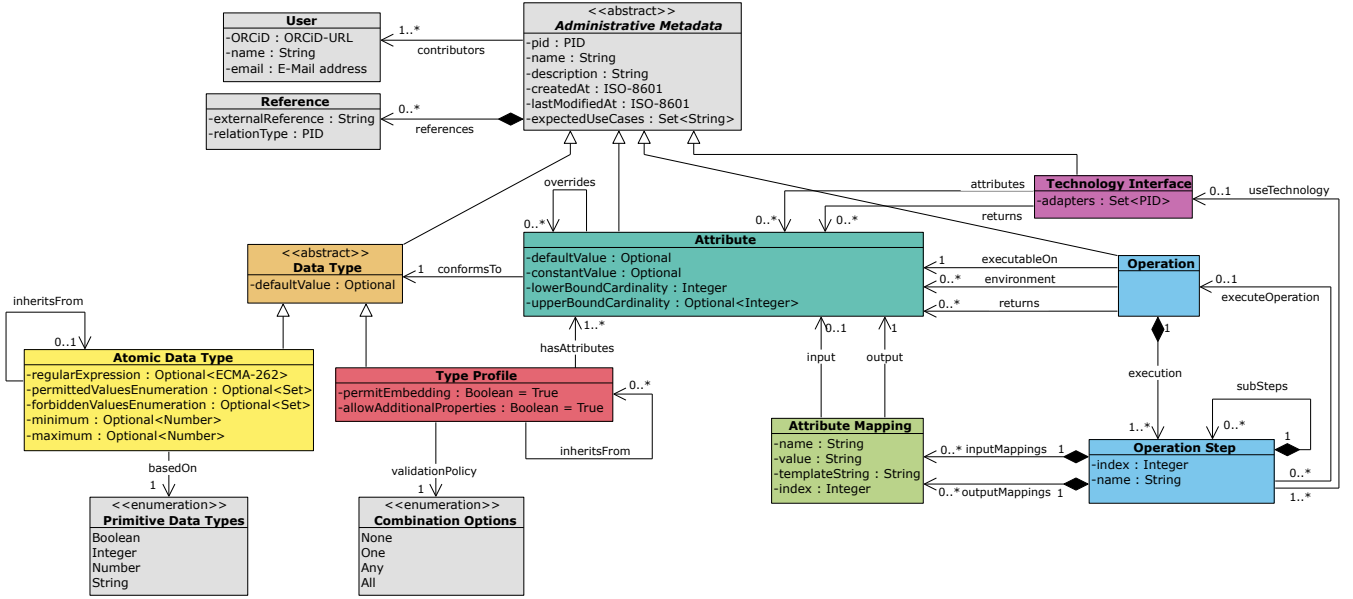 User
-ORCiD : ORCiD-URL
-name : String
-email : E-Mail address
1..*
contributors
<<abstract>>
Administrative Metadata
-pid : PID
-name : String
-description : String
-createdAt : ISO-8601
-lastModifiedAt : ISO-8601
-expectedUseCases : Set<String>
Reference
-externalReference : String
-relationType : PID
0..*
references
overrides
0..*
attributes
0..*
0..*
returns
Technology Interface
-adapters : Set<PID>
0..1
useTechnology
<<abstract>>
Data Type
-defaultValue : Optional
1
conformsTo
Attribute
-defaultValue : Optional
-constantValue : Optional
-lowerBoundCardinality : Integer
-upperBoundCardinality : Optional<Integer>
1
executableOn
0..*
environment
0..*
returns
Operation
0..1
executeOperation
1
inheritsFrom
0..1
Atomic Data Type
-regularExpression : Optional<ECMA-262>
-permittedValuesEnumeration : Optional<Set>
-forbiddenValuesEnumeration : Optional<Set>
-minimum : Optional<Number>
-maximum : Optional<Number>
1..*
hasAttributes
Type Profile
-permitEmbedding : Boolean = True
-allowAdditionalProperties : Boolean = True
0..*
inheritsFrom
0..1
input
1
output
execution
1..*
subSteps
0..*
1
Attribute Mapping
-name : String
-value : String
-templateString : String
-index : Integer
0..*
inputMappings
1
0..*
outputMappings
1
Operation Step
-index : Integer
-name : String
0..*
1..*
basedOn
1
<<enumeration>>
Primitive Data Types
Boolean
Integer
Number
String
validationPolicy
1
<<enumeration>>
Combination Options
None
One
Any
All